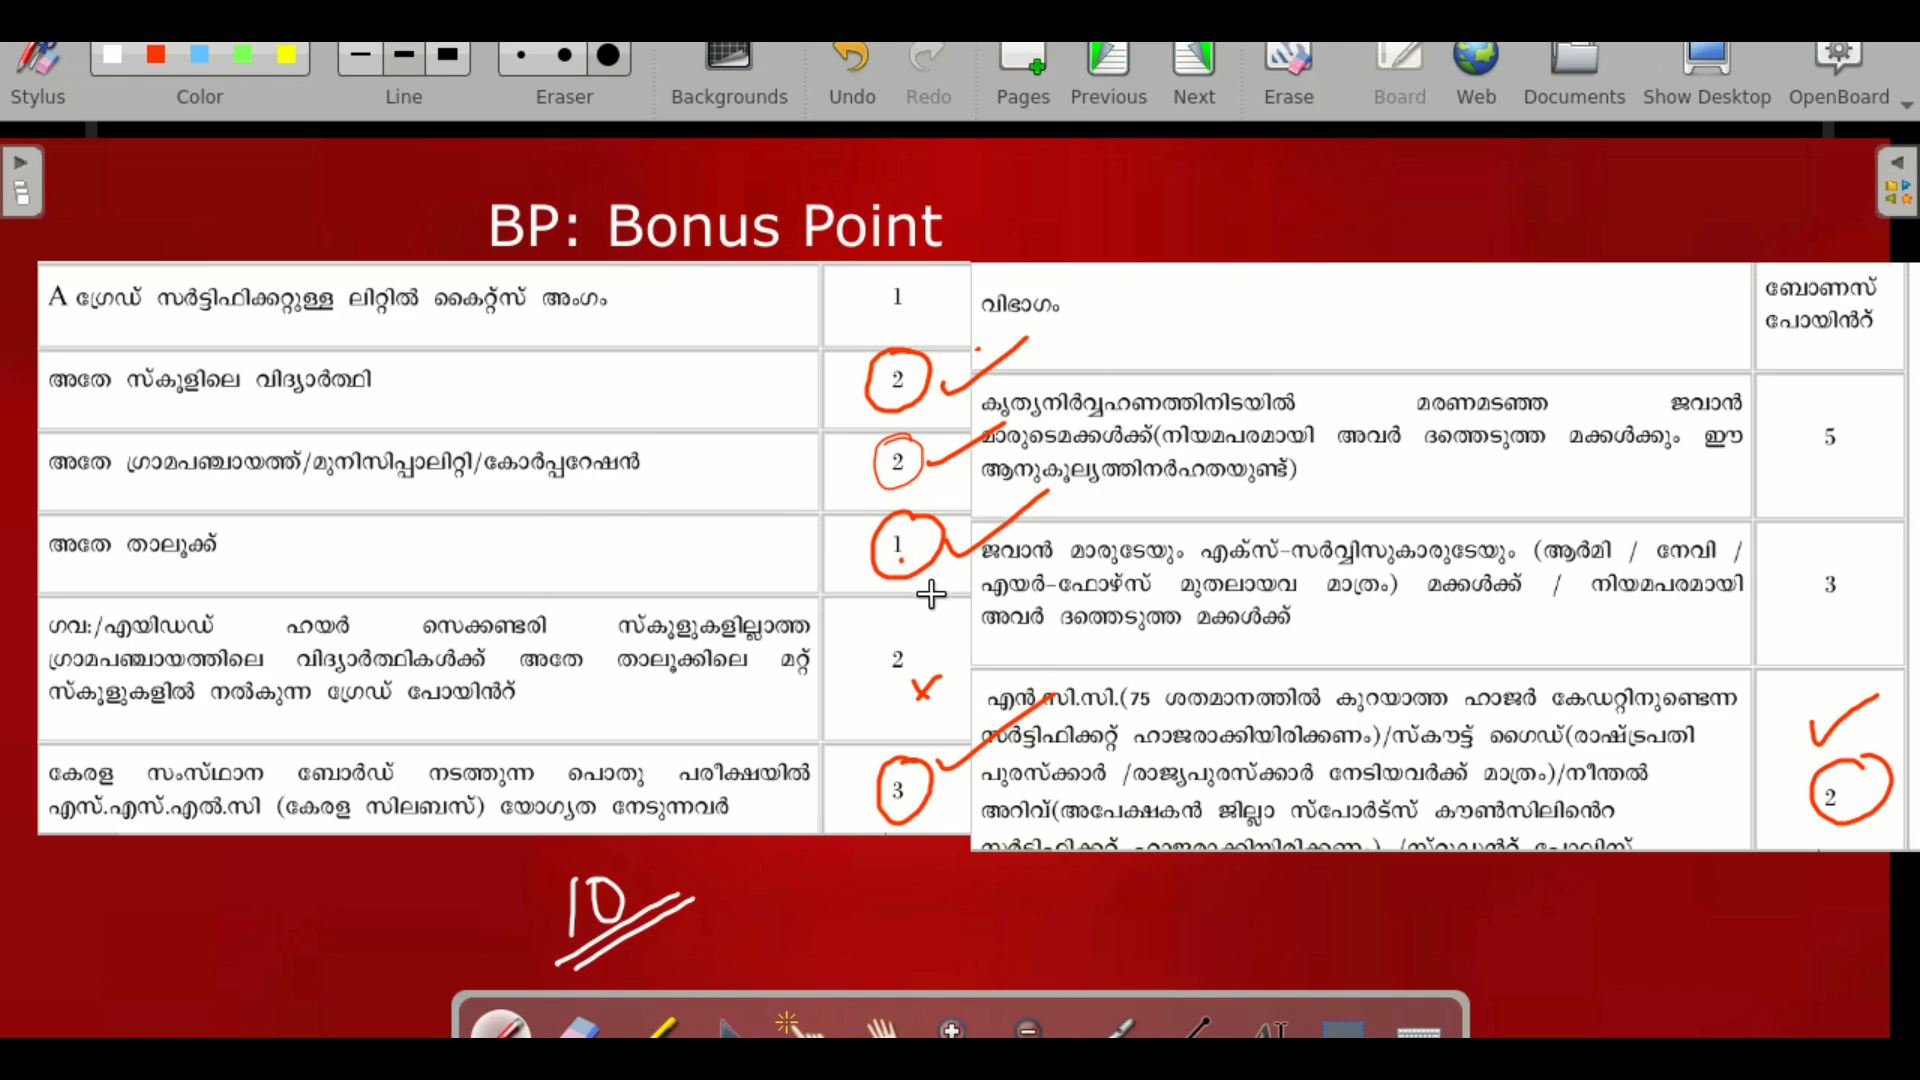 Stylus
Color
Line
Eraser
Backgrounds
Undo
Redo
Pages
Previous
Next
Erase
Board
Web
Documents
Show Desktop
OpenBoard
BP: Bonus Point
A ഗ്രേഡ് സർട്ടിഫിക്കറ്റുള്ള ലിറ്റിൽ കൈറ്റ്സ് അംഗം 1
അതേ സ്കൂളിലെ വിദ്യാർത്ഥി 2
അതേ ഗ്രാമപഞ്ചായത്ത്/മുനിസിപ്പാലിറ്റി/കോർപ്പറേഷൻ 2
അതേ താലൂക്ക് 1
ഗവ:/എയിഡഡ് ഹയർ സെക്കണ്ടരി സ്കൂളുകളില്ലാത്ത
ഗ്രാമപഞ്ചായത്തിലെ വിദ്യാർത്ഥികൾക്ക് അതേ താലൂക്കിലെ മറ്റ് 2
സ്കൂളുകളിൽ നൽകുന്ന ഗ്രേഡ് പോയിൻറ്
കേരള സംസ്ഥാന ബോർഡ് നടത്തുന്ന പൊതു പരീക്ഷയിൽ 3
എസ്.എസ്.എൽ.സി (കേരള സിലബസ്) യോഗ്യത നേടുന്നവർ
വിഭാഗം
ബോണസ്
പോയിൻറ്
കൃത്യനിർവ്വഹണത്തിനിടയിൽ മരണമടഞ്ഞ ജവാൻ
മാരുടെമക്കൾക്ക്(നിയമപരമായി അവർ ദത്തെടുത്ത മക്കൾക്കും ഈ 5
ആനുകൂല്യത്തിനർഹതയുണ്ട്)
ജവാൻ മാരുടേയും എക്സ്-സർവ്വിസുകാരുടേയും (ആർമി / നേവി /
എയർ-ഫോഴ്സ് മുതലായവ മാത്രം) മക്കൾക്ക് / നിയമപരമായി 3
അവർ ദത്തെടുത്ത മക്കൾക്ക്
എൻ.സി.സി.(75 ശതമാനത്തിൽ കുറയാത്ത ഹാജർ കേഡറ്റിനുണ്ടെന്ന
സർട്ടിഫിക്കറ്റ് ഹാജരാക്കിയിരിക്കണം)/സ്കൗട്ട് ഗൈഡ്(രാഷ്ട്രപതി
പുരസ്ക്കാർ /രാജ്യപുരസ്ക്കാർ നേടിയവർക്ക് മാത്രം)/നീന്തൽ 2
അറിവ്(അപേക്ഷകൻ ജില്ലാ സ്പോർട്സ് കൗൺസിലിൻെറ
10